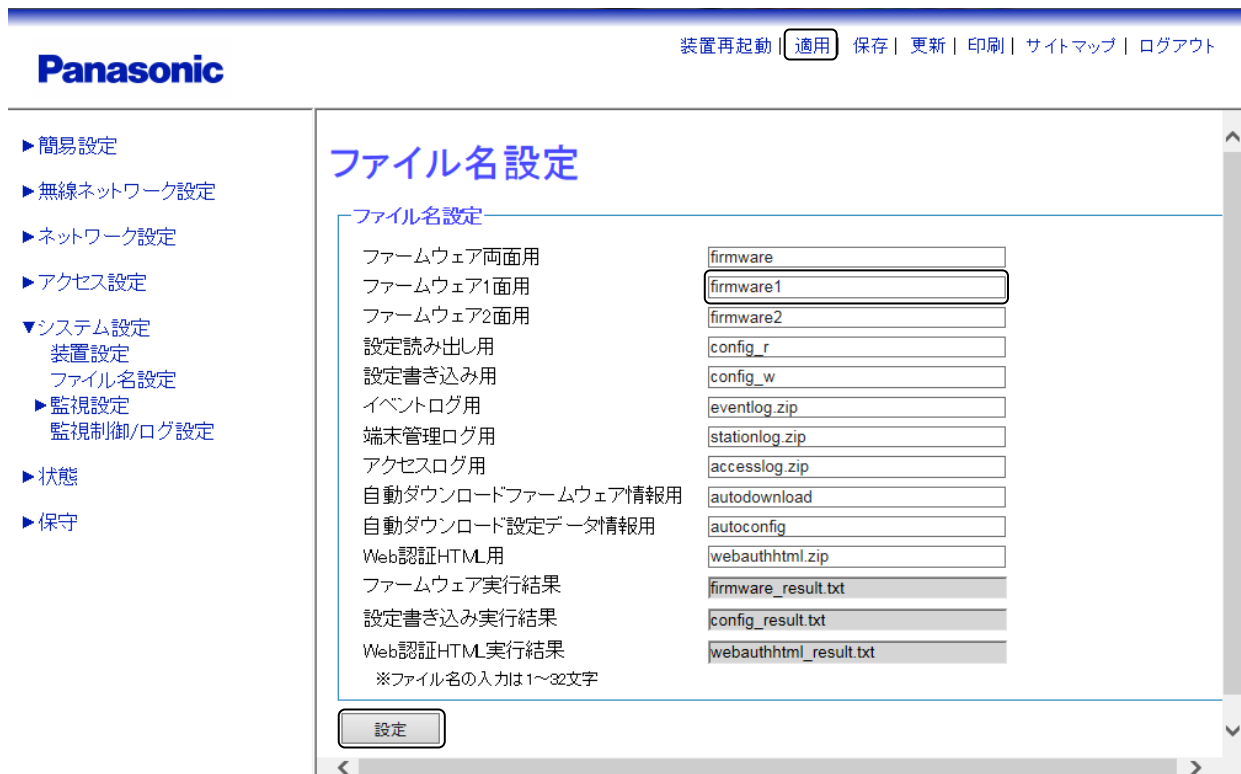 装置再起動 | 適用 | 保存 | 更新 | 印刷 | サイトマップ | ログアウト
Panasonic
▶簡易設定
▶無線ネットワーク設定
▶ネットワーク設定
▶アクセス設定
▼システム設定
装置設定
ファイル名設定
▶監視設定
監視制御/ログ設定
▶状態
▶保守
ファイル名設定
ファイル名設定
ファームウェア両面用 firmware
ファームウェア1面用 firmware1
ファームウェア2面用 firmware2
設定読み出し用 config_r
設定書き込み用 config_w
イベントログ用 eventlog.zip
端末管理ログ用 stationlog.zip
アクセスログ用 accesslog.zip
自動ダウンロードファームウェア情報用 autodownload
自動ダウンロード設定データ情報用 autoconfig
Web認証HTML用 webauthhtml.zip
ファームウェア実行結果 firmware_result.txt
設定書き込み実行結果 config_result.txt
Web認証HTML実行結果 webauthhtml_result.txt
※ファイル名の入力は1～32文字
設定